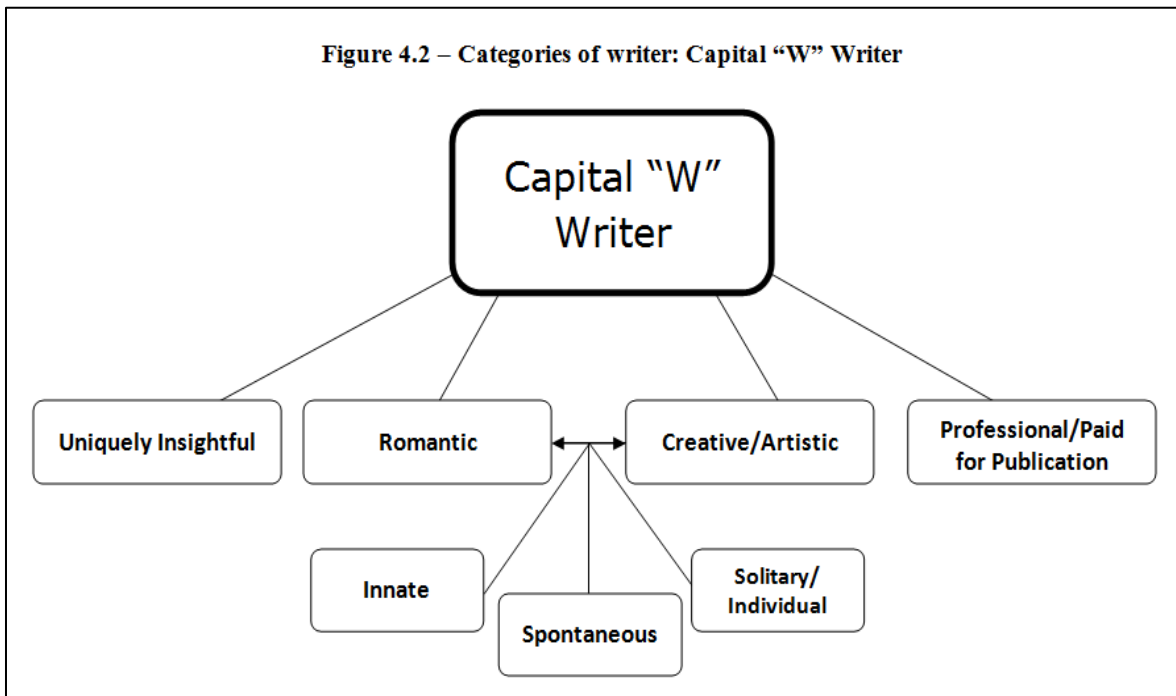 Figure 4.2 – Categories of writer: Capital “W” Writer
Capital “W”
Writer
Uniquely Insightful
Romantic
Creative/Artistic
Professional/Paid
for Publication
Innate
Spontaneous
Solitary/
Individual